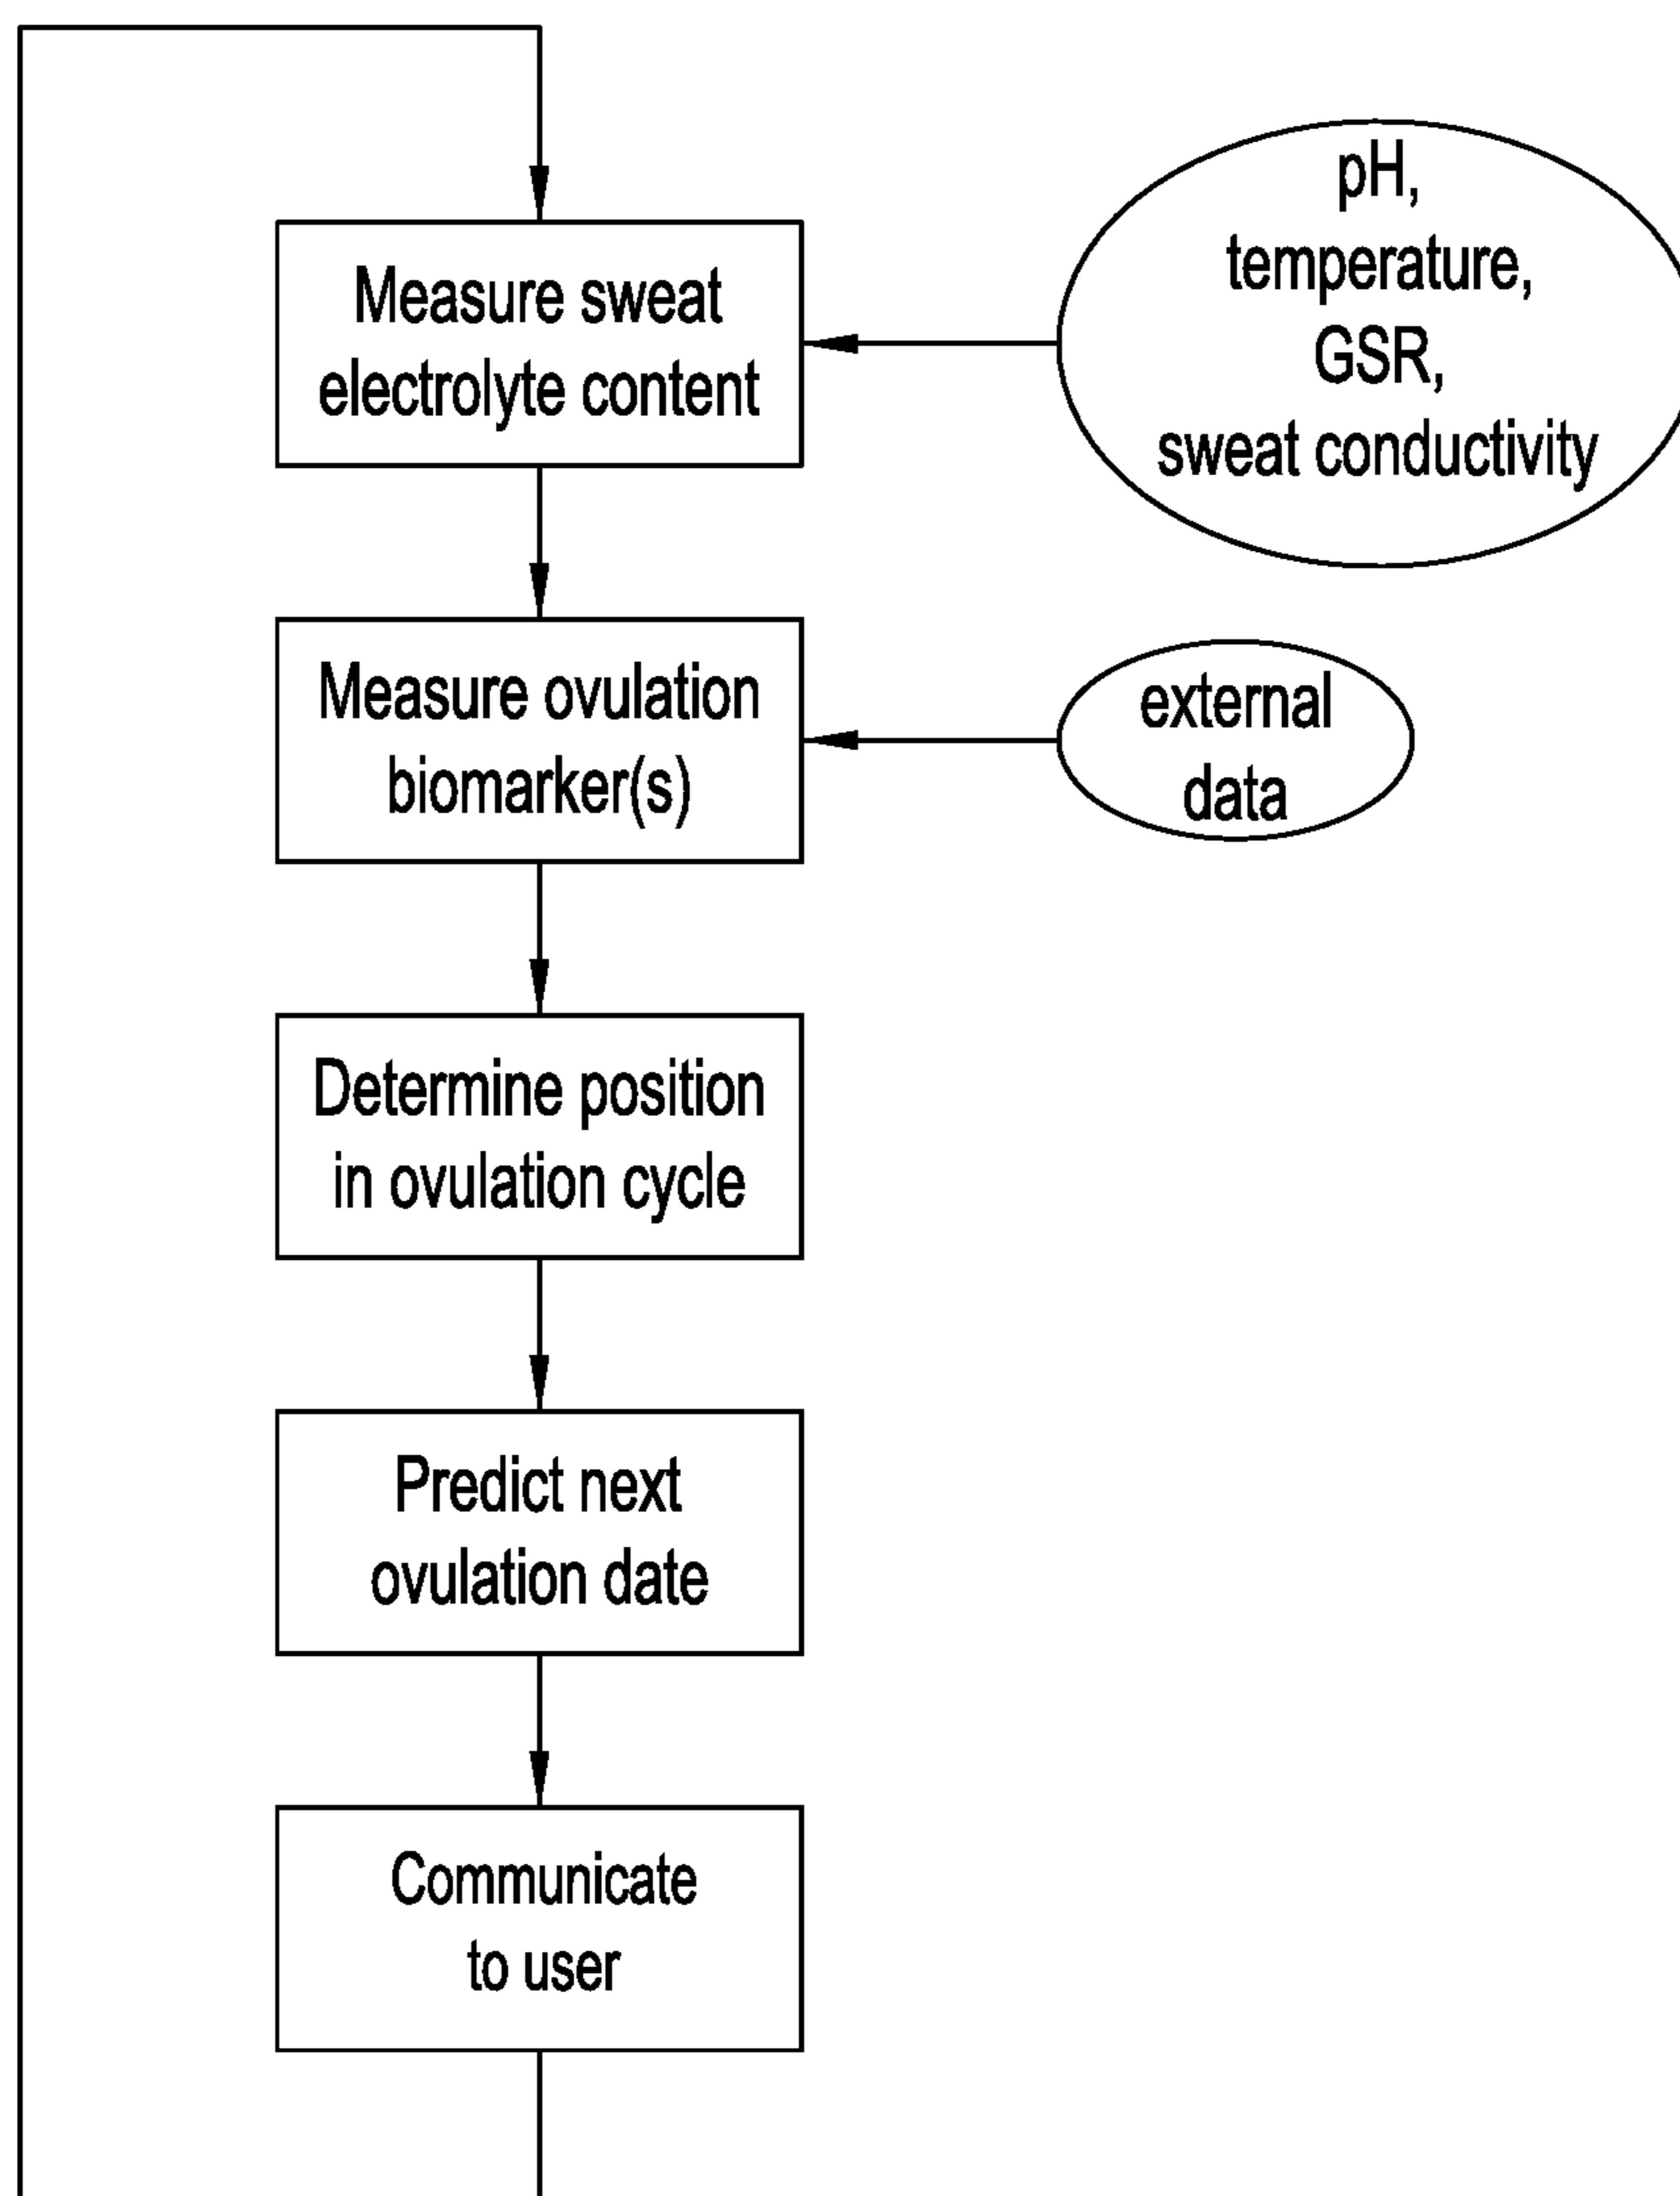 Measure sweat
electrolyte content
pH,
temperature,
GSR,
sweat conductivity
Measure ovulation
biomarker(s)
external
data
Determine position
in ovulation cycle
Predict next
ovulation date
Communicate
to user